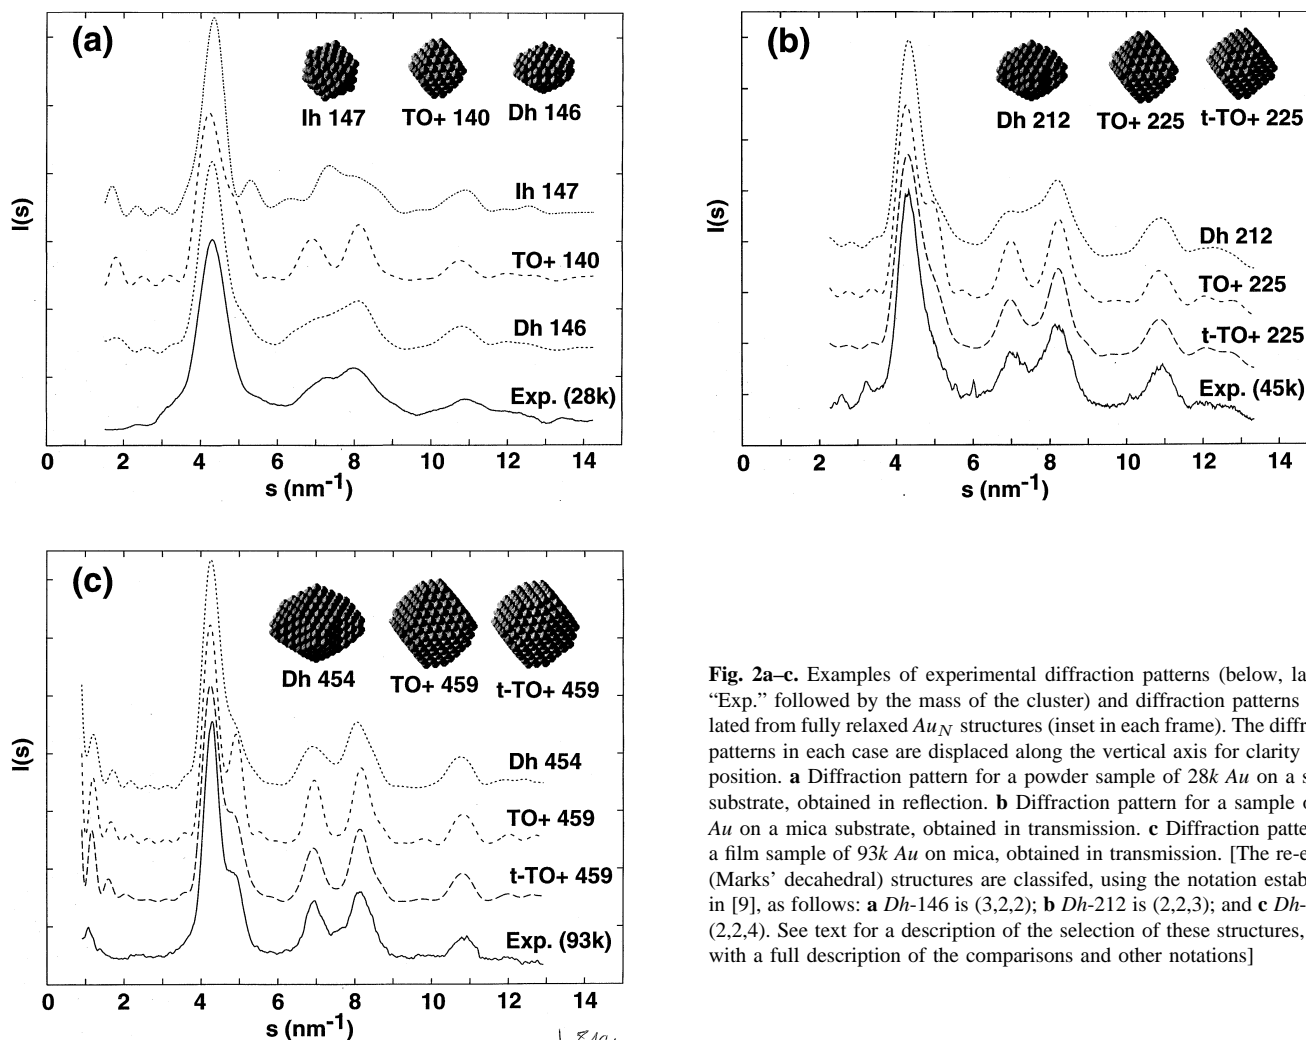 (a)
Ih 147
TO+ 140
Dh 146
Ih 147
TO+ 140
Dh 146
Exp. (28k)
I(s)
0 2 4 6 8 10 12 14
s (nm-1)
(b)
Dh 212
TO+ 225
t-TO+ 225
Dh 212
TO+ 225
t-TO+ 225
Exp. (45k)
I(s)
0 2 4 6 8 10 12 14
s (nm-1)
(c)
Dh 454
TO+ 459
t-TO+ 459
Dh 454
TO+ 459
t-TO+ 459
Exp. (93k)
I(s)
0 2 4 6 8 10 12 14
s (nm-1)
Fig. 2a–c. Examples of experimental diffraction patterns (below, la
“Exp.” followed by the mass of the cluster) and diffraction patterns
lated from fully relaxed AuN structures (inset in each frame). The diffr
patterns in each case are displaced along the vertical axis for clarity
position. a Diffraction pattern for a powder sample of 28k Au on a s
substrate, obtained in reflection. b Diffraction pattern for a sample o
Au on a mica substrate, obtained in transmission. c Diffraction patte
a film sample of 93k Au on mica, obtained in transmission. [The re-e
(Marks’ decahedral) structures are classifed, using the notation estab
in [9], as follows: a Dh-146 is (3,2,2); b Dh-212 is (2,2,3); and c Dh-
(2,2,4). See text for a description of the selection of these structures,
with a full description of the comparisons and other notations]